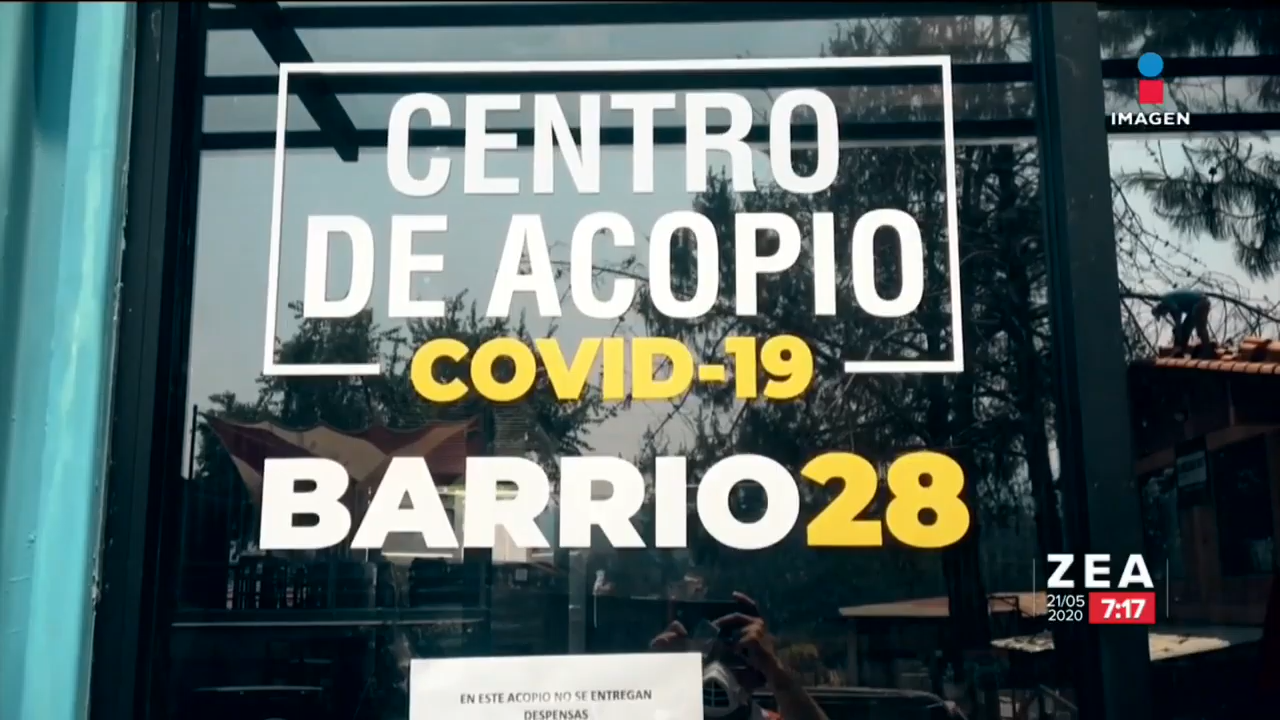 CENTRO
DE ACOPIO
COVID-19
BARRIO28
EN ESTE ACOPIO NO SE ENTREGAN
DESPENSAS
IMAGEN
ZEA
21/05
2020
7:17